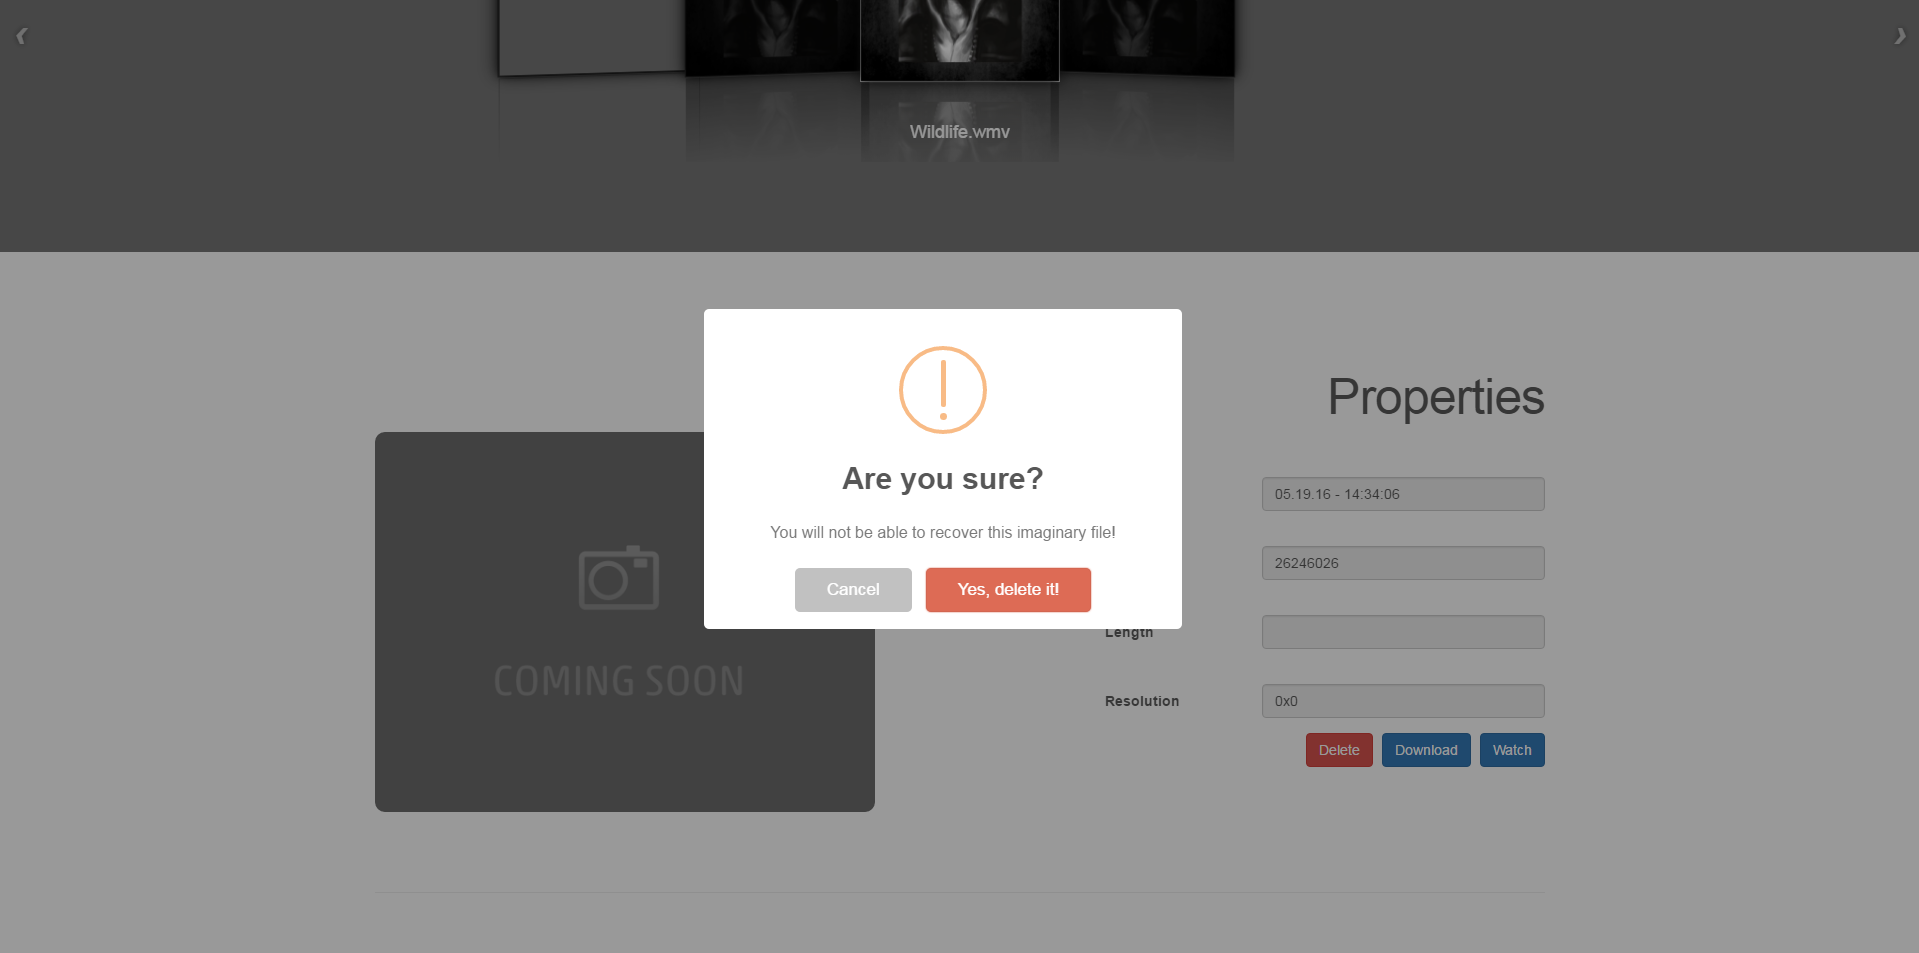 Wildlife.wmv
Properties
Are you sure?
You will not be able to recover this imaginary file!
Cancel
Yes, delete it!
05.19.16 - 14:34:06
26246026
Length
Resolution
0x0
Delete
Download
Watch
COMING SOON